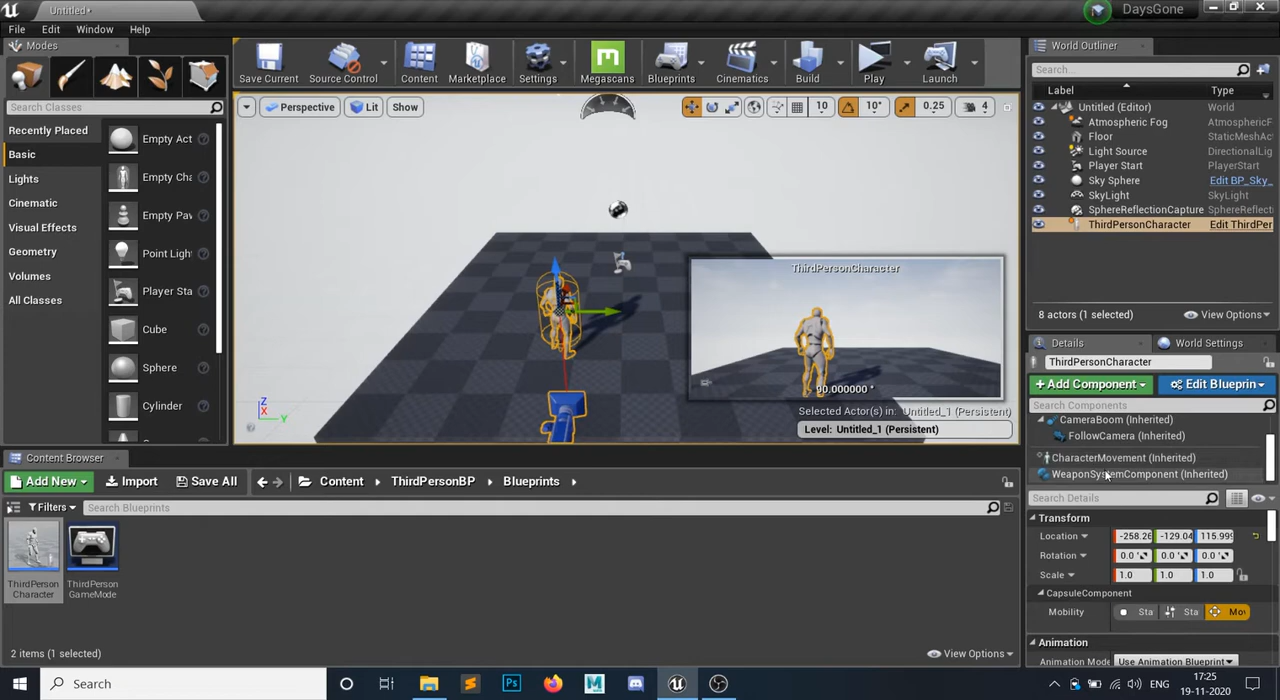 Untitled*
DaysGone
File Edit Window Help
Modes
Search Classes
Recently Placed
Basic
Lights
Cinematic
Visual Effects
Geometry
Volumes
All Classes
Empty Act
Empty Cha
Empty Paw
Point Ligh
Player Sta
Cube
Sphere
Cylinder
Save Current
Source Control
Content
Marketplace
Settings
Megascans
Blueprints
Cinematics
Build
Play
Launch
Perspective
Lit
Show
10
10°
0.25
4
ThirdPersonCharacter
90.000000 °
Selected Actor(s) in: Untitled_1 (Persistent)
Level: Untitled_1 (Persistent)
Z
X
Y
World Outliner
Search...
Label Type
Untitled (Editor) World
Atmospheric Fog AtmosphericF
Floor StaticMeshAc
Light Source DirectionalLig
Player Start PlayerStart
Sky Sphere Edit BP_Sky_
SkyLight SkyLight
SphereReflectionCapture SphereReflecti
ThirdPersonCharacter Edit ThirdPer
8 actors (1 selected)
View Options
Details
World Settings
ThirdPersonCharacter
+Add Component
Edit Blueprin
Search Components
CameraBoom (Inherited)
FollowCamera (Inherited)
CharacterMovement (Inherited)
WeaponSystemComponent (Inherited)
Search Details
Transform
Location -258.26 -129.04 115.999
Rotation 0.0 ° 0.0 ° 0.0 °
Scale 1.0 1.0 1.0
CapsuleComponent
Mobility Sta Sta Mov
Animation
Animation Mode Use Animation Blueprint
Content Browser
Add New
Import
Save All
Content
ThirdPersonBP
Blueprints
Filters
Search Blueprints
ThirdPerson
Character
ThirdPerson
GameMode
2 items (1 selected)
View Options
Search
Ps
M
ENG
17:25
19-11-2020